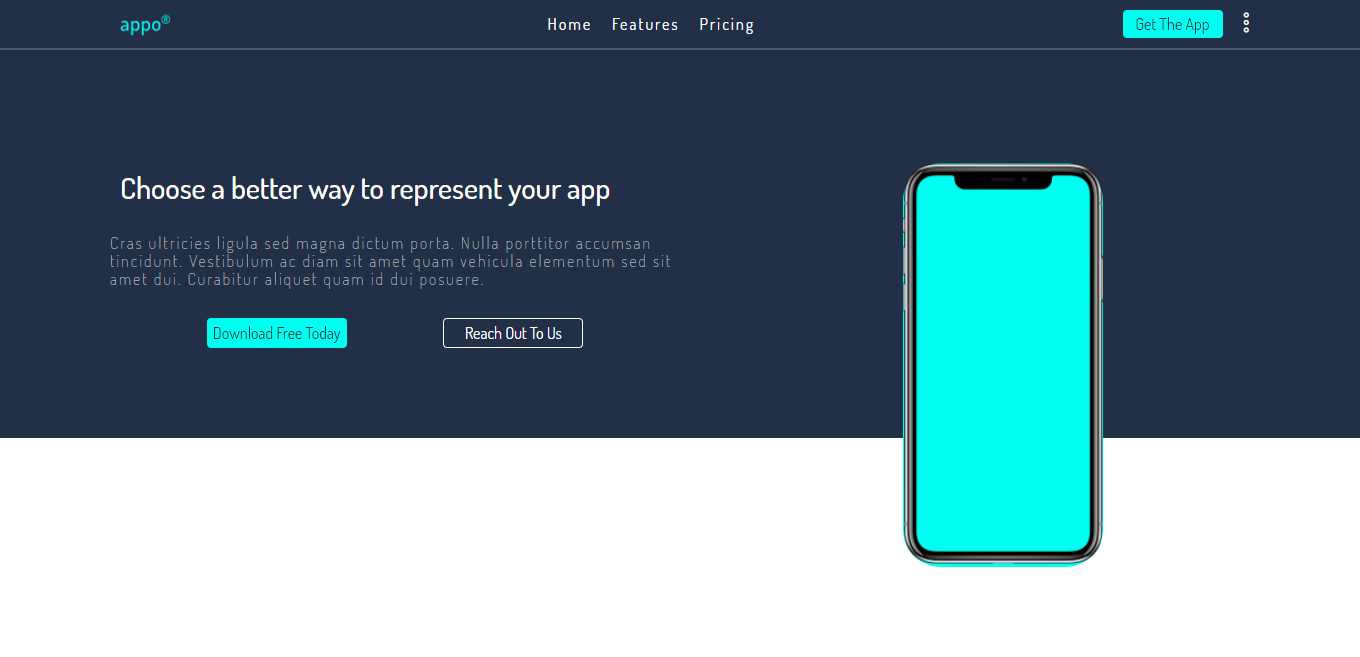 appo®
Home Features Pricing
Get The App
Choose a better way to represent your app
Cras ultricies ligula sed magna dictum porta. Nulla porttitor accumsan
tincidunt. Vestibulum ac diam sit amet quam vehicula elementum sed sit
amet dui. Curabitur aliquet quam id dui posuere.
Download Free Today
Reach Out To Us